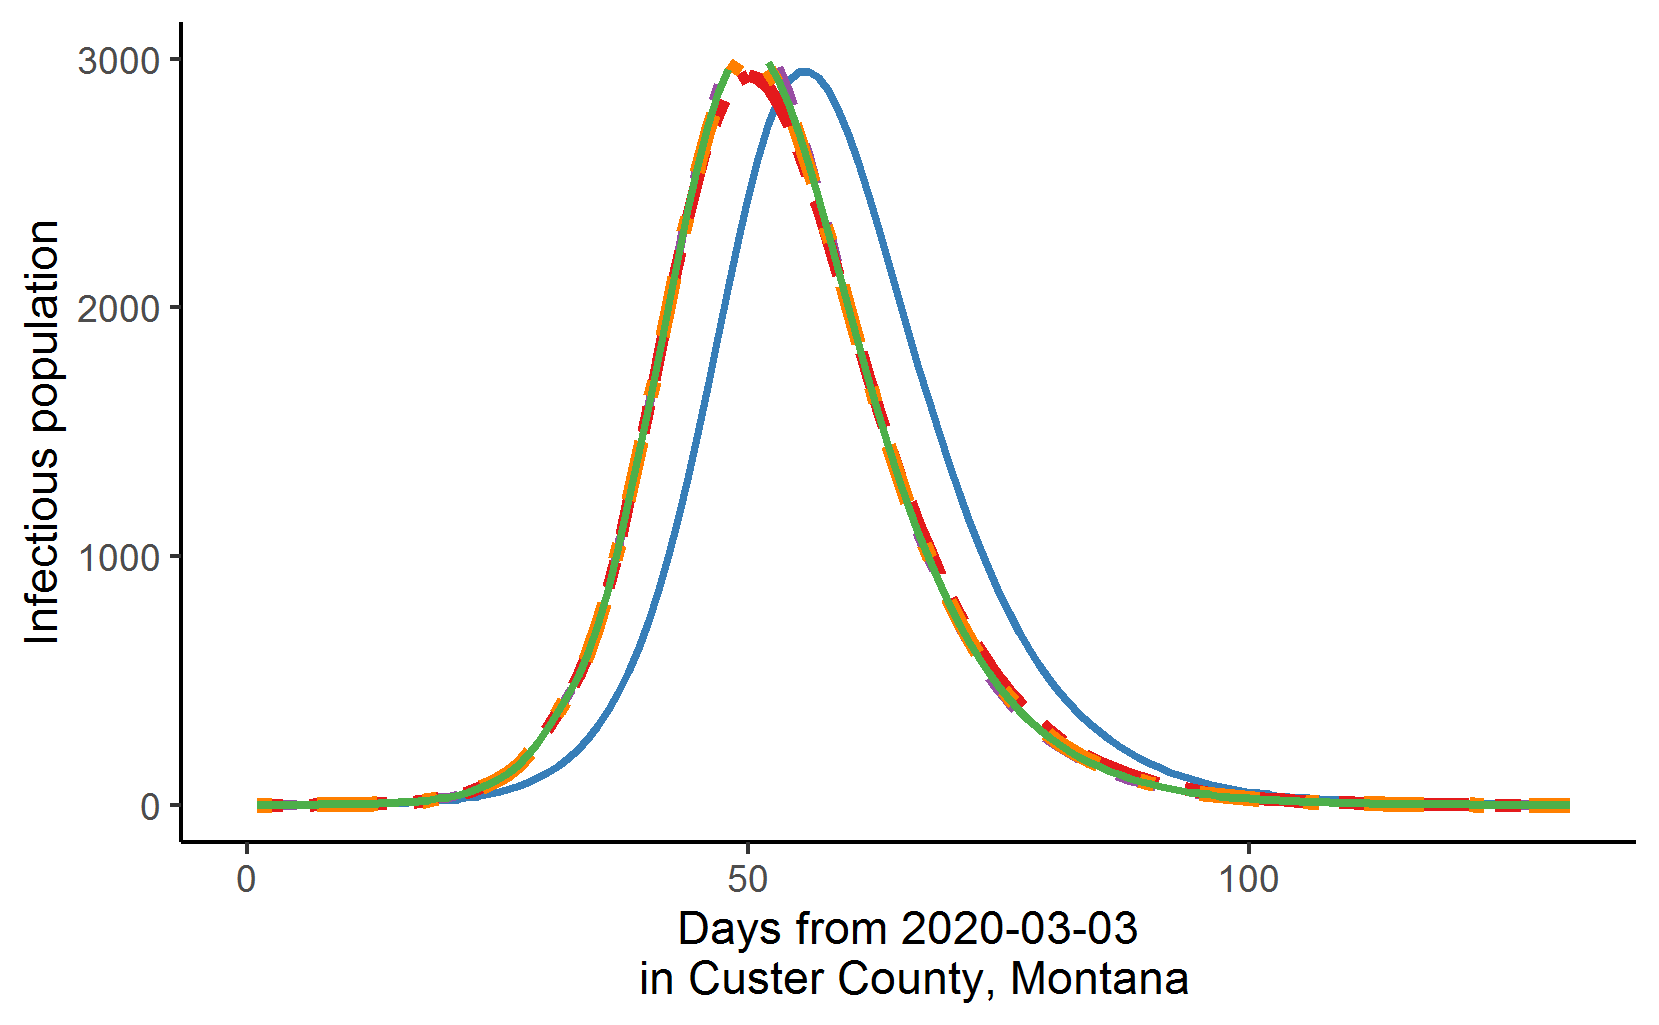 Infectious population
3000
2000
1000
0
0 50 100
Days from 2020-03-03
in Custer County, Montana